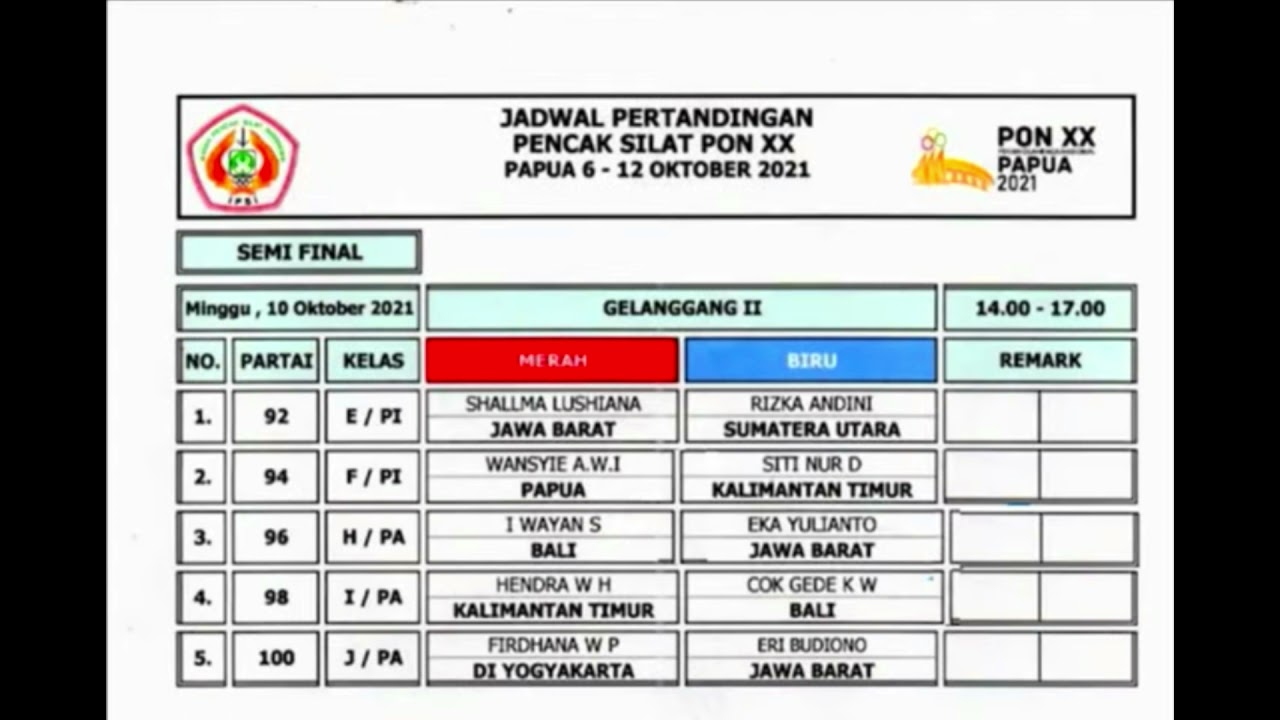 JADWAL PERTANDINGAN
PENCAK SILAT PON XX
PAPUA 6 - 12 OKTOBER 2021
IPSI
PON XX
PAPUA
2021
SEMI FINAL
Minggu , 10 Oktober 2021 GELANGGANG II 14.00 - 17.00
NO. PARTAI KELAS MERAH BIRU REMARK
1. 92 E / PI SHALLMA LUSHIANA RIZKA ANDINI
JAWA BARAT SUMATERA UTARA
2. 94 F / PI WANSYIE A.W.I SITI NUR D
PAPUA KALIMANTAN TIMUR
3. 96 H / PA I WAYAN S EKA YULIANTO
BALI JAWA BARAT
4. 98 I / PA HENDRA W H COK GEDE K W
KALIMANTAN TIMUR BALI
5. 100 J / PA FIRDHANA W P ERI BUDIONO
DI YOGYAKARTA JAWA BARAT